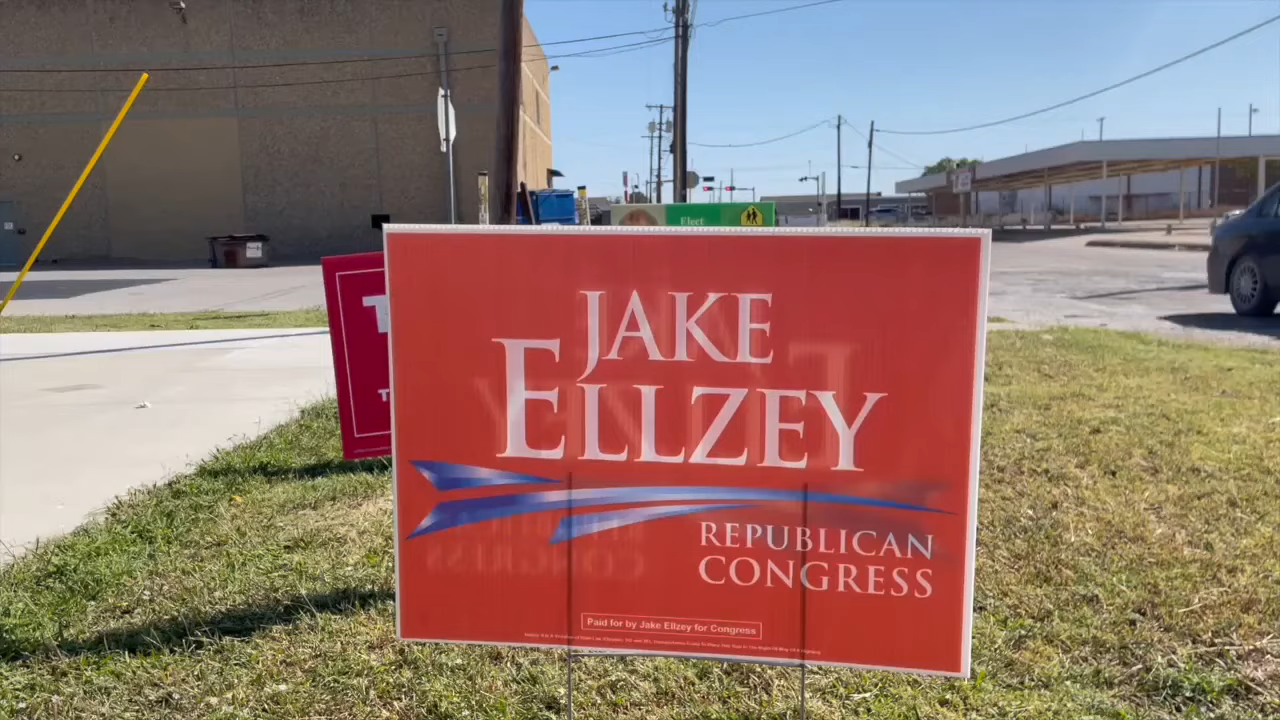 Elect
JAKE
ELLZEY
REPUBLICAN
CONGRESS
Paid for by Jake Ellzey for Congress